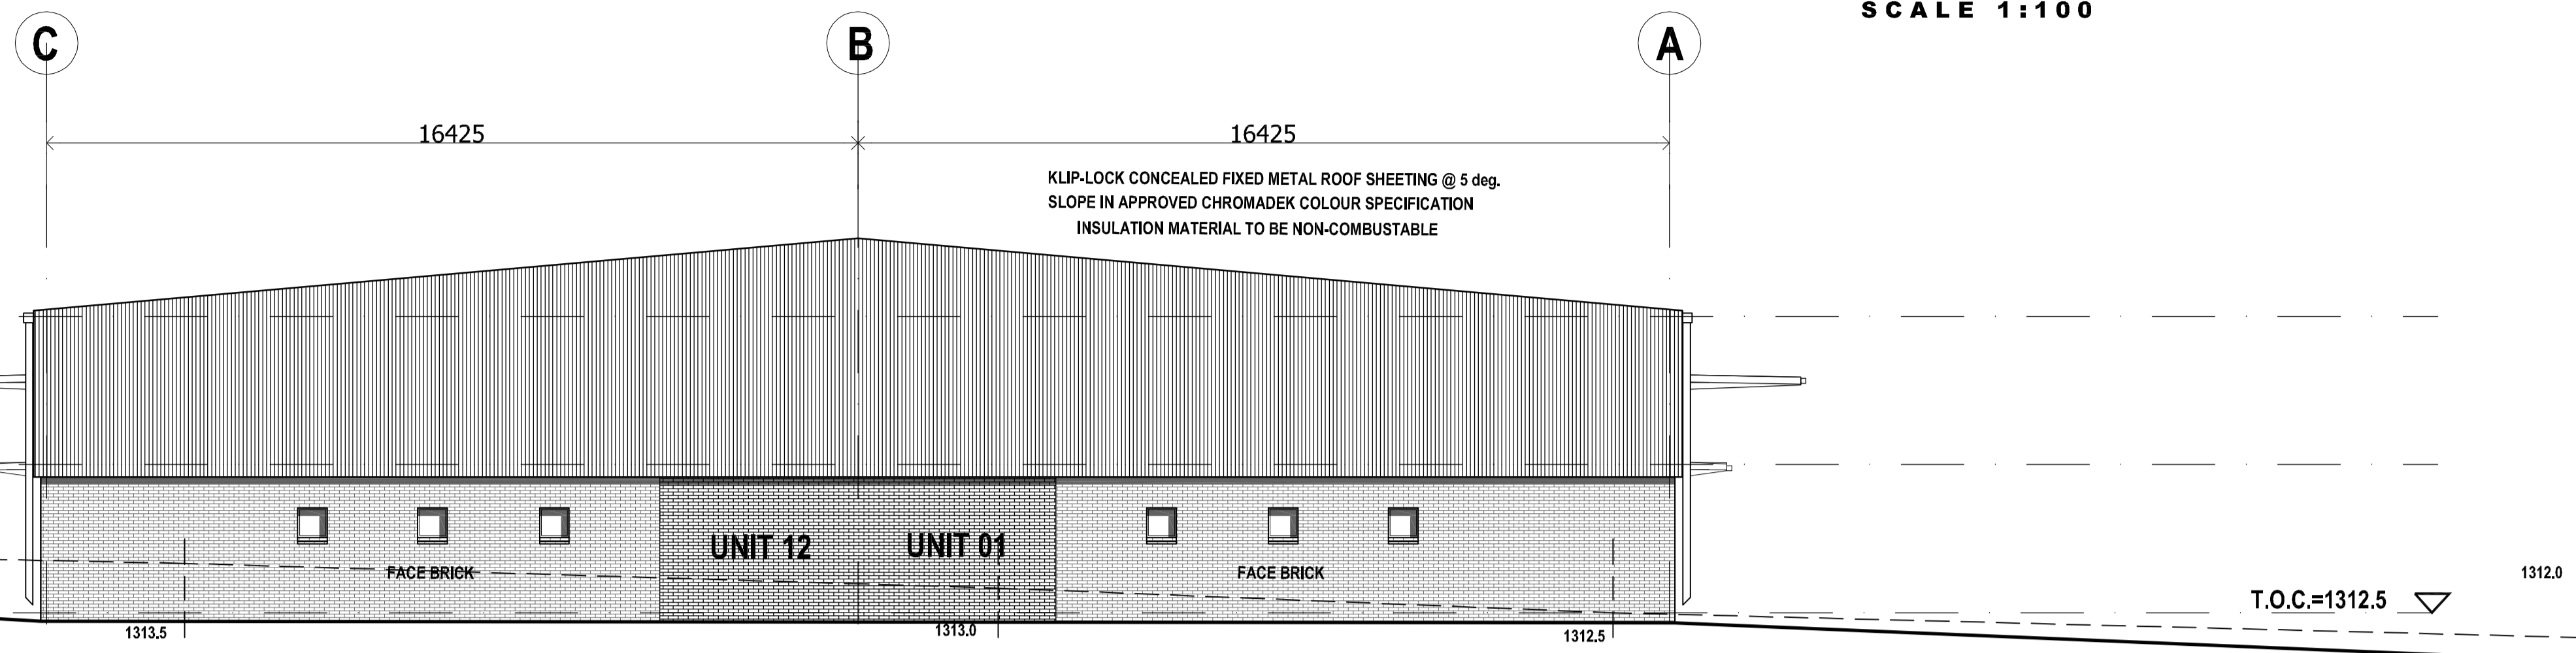 SCALE 1:100
C
B
A
16425
16425
KLIP-LOCK CONCEALED FIXED METAL ROOF SHEETING @ 5 deg.
SLOPE IN APPROVED CHROMADEK COLOUR SPECIFICATION
INSULATION MATERIAL TO BE NON-COMBUSTABLE
UNIT 12
UNIT 01
FACE BRICK
FACE BRICK
1312.0
T.O.C.=1312.5
1313.5
1313.0
1312.5